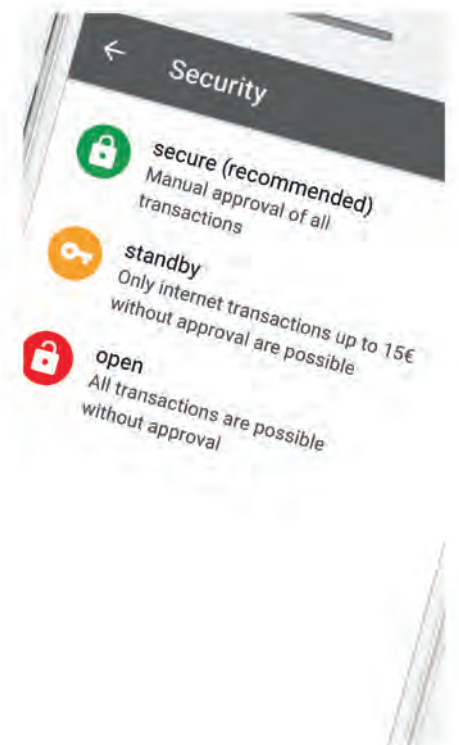 Security
secure (recommended)
Manual approval of all
transactions
standby
Only internet transactions up to 15€
without approval are possible
open
All transactions are possible
without approval